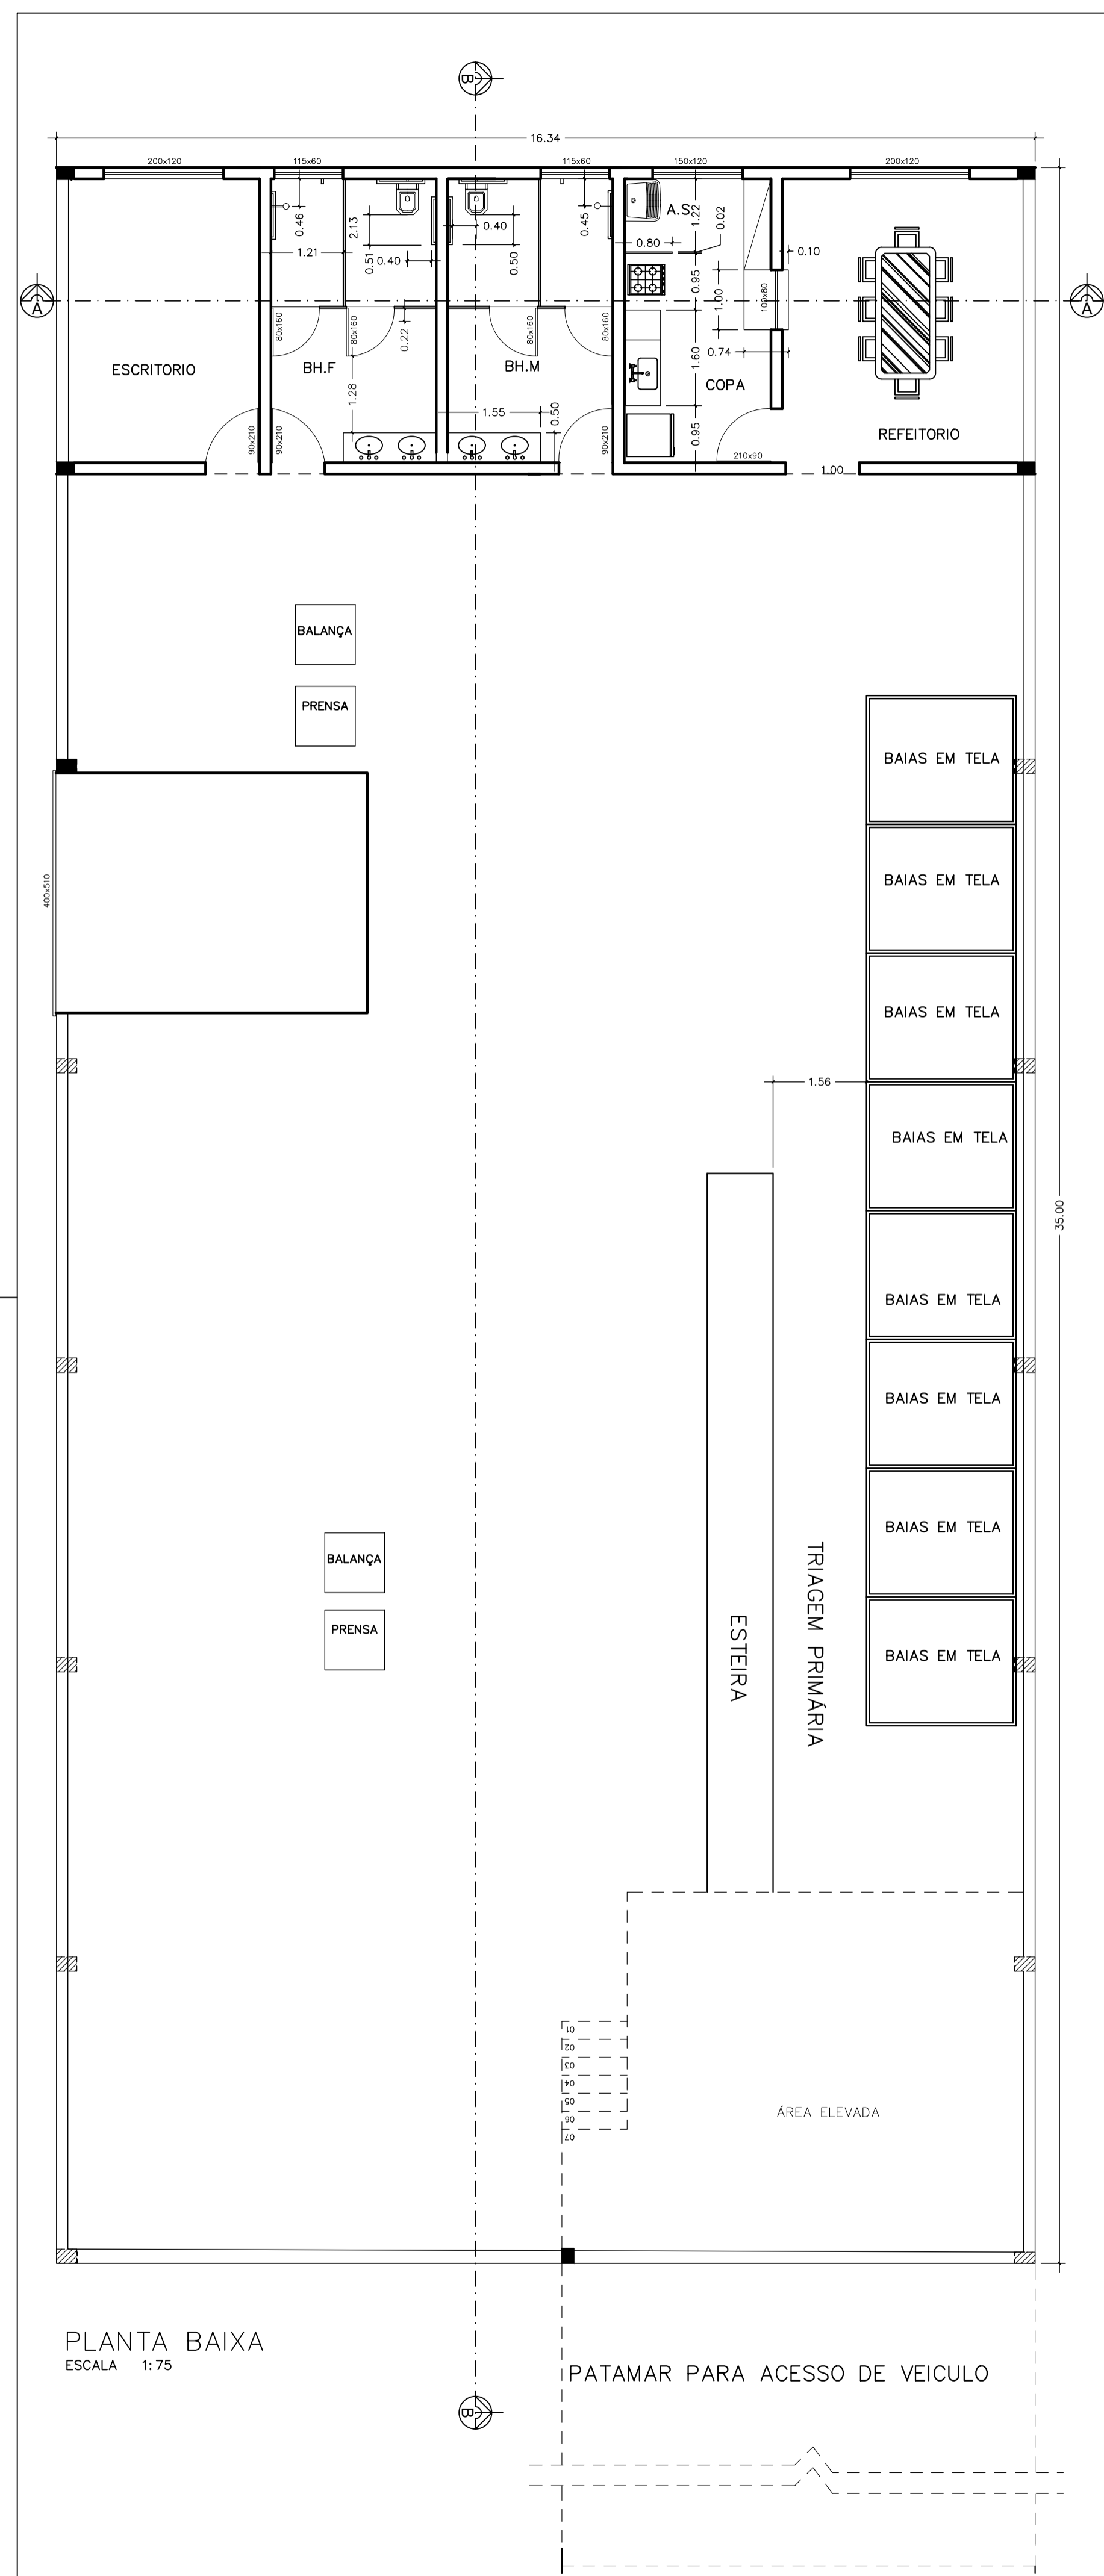 B
16.34
200x120
115x60
115x60
150x120
200x120
A.S.
0.46
2.13
0.45
1.22
0.02
0.40
0.80
1.21
0.51
0.40
0.50
0.95
1.00
100x80
0.10
A
A
80x160
80x160
0.22
80x160
80x160
ESCRITORIO
BH.F
BH.M
0.74
1.60
COPA
1.28
1.55
0.50
0.95
REFEITORIO
90x210
90x210
90x210
210x90
1.00
BALANÇA
PRENSA
400x510
BAIAS EM TELA
BAIAS EM TELA
BAIAS EM TELA
1.56
BAIAS EM TELA
35.00
BAIAS EM TELA
BAIAS EM TELA
BAIAS EM TELA
BAIAS EM TELA
BALANÇA
PRENSA
ESTEIRA
TRIAGEM PRIMÁRIA
01
02
03
04
05
06
07
ÁREA ELEVADA
PLANTA BAIXA
ESCALA 1:75
PATAMAR PARA ACESSO DE VEICULO
B